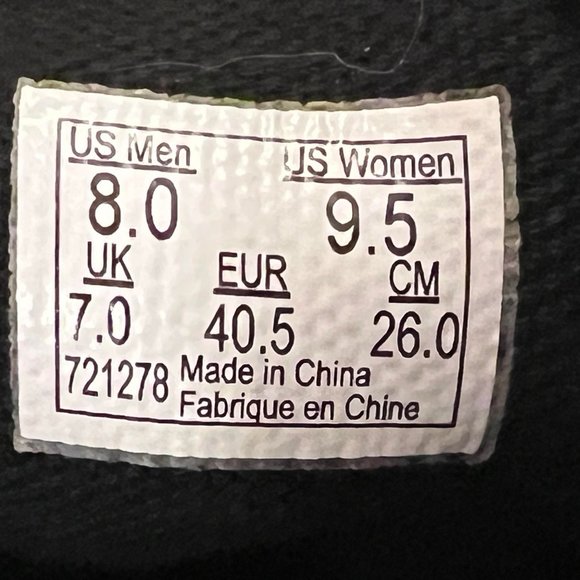 US Men US Women
8.0 9.5
UK EUR CM
7.0 40.5 26.0
721278 Made in China
Fabrique en Chine